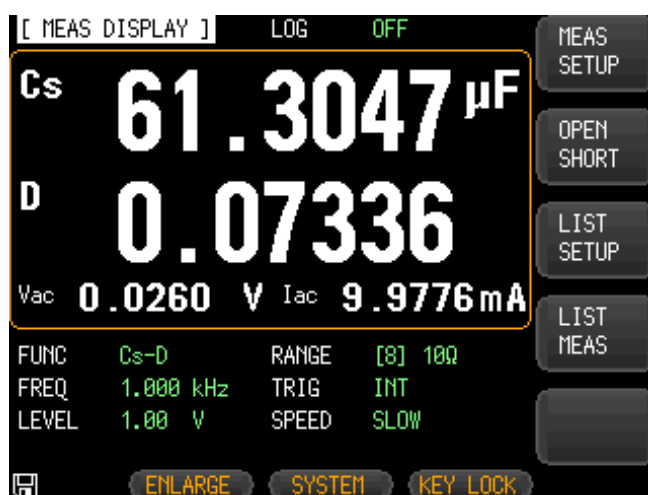 [ MEAS DISPLAY ] LOG OFF
Cs 61.3047 µF
D 0.07336
Vac 0.0260 V Iac 9.9776mA
FUNC Cs-D RANGE [8] 10Ω
FREQ 1.000 kHz TRIG INT
LEVEL 1.00 V SPEED SLOW
MEAS
SETUP
OPEN
SHORT
LIST
SETUP
LIST
MEAS
ENLARGE SYSTEM KEY LOCK